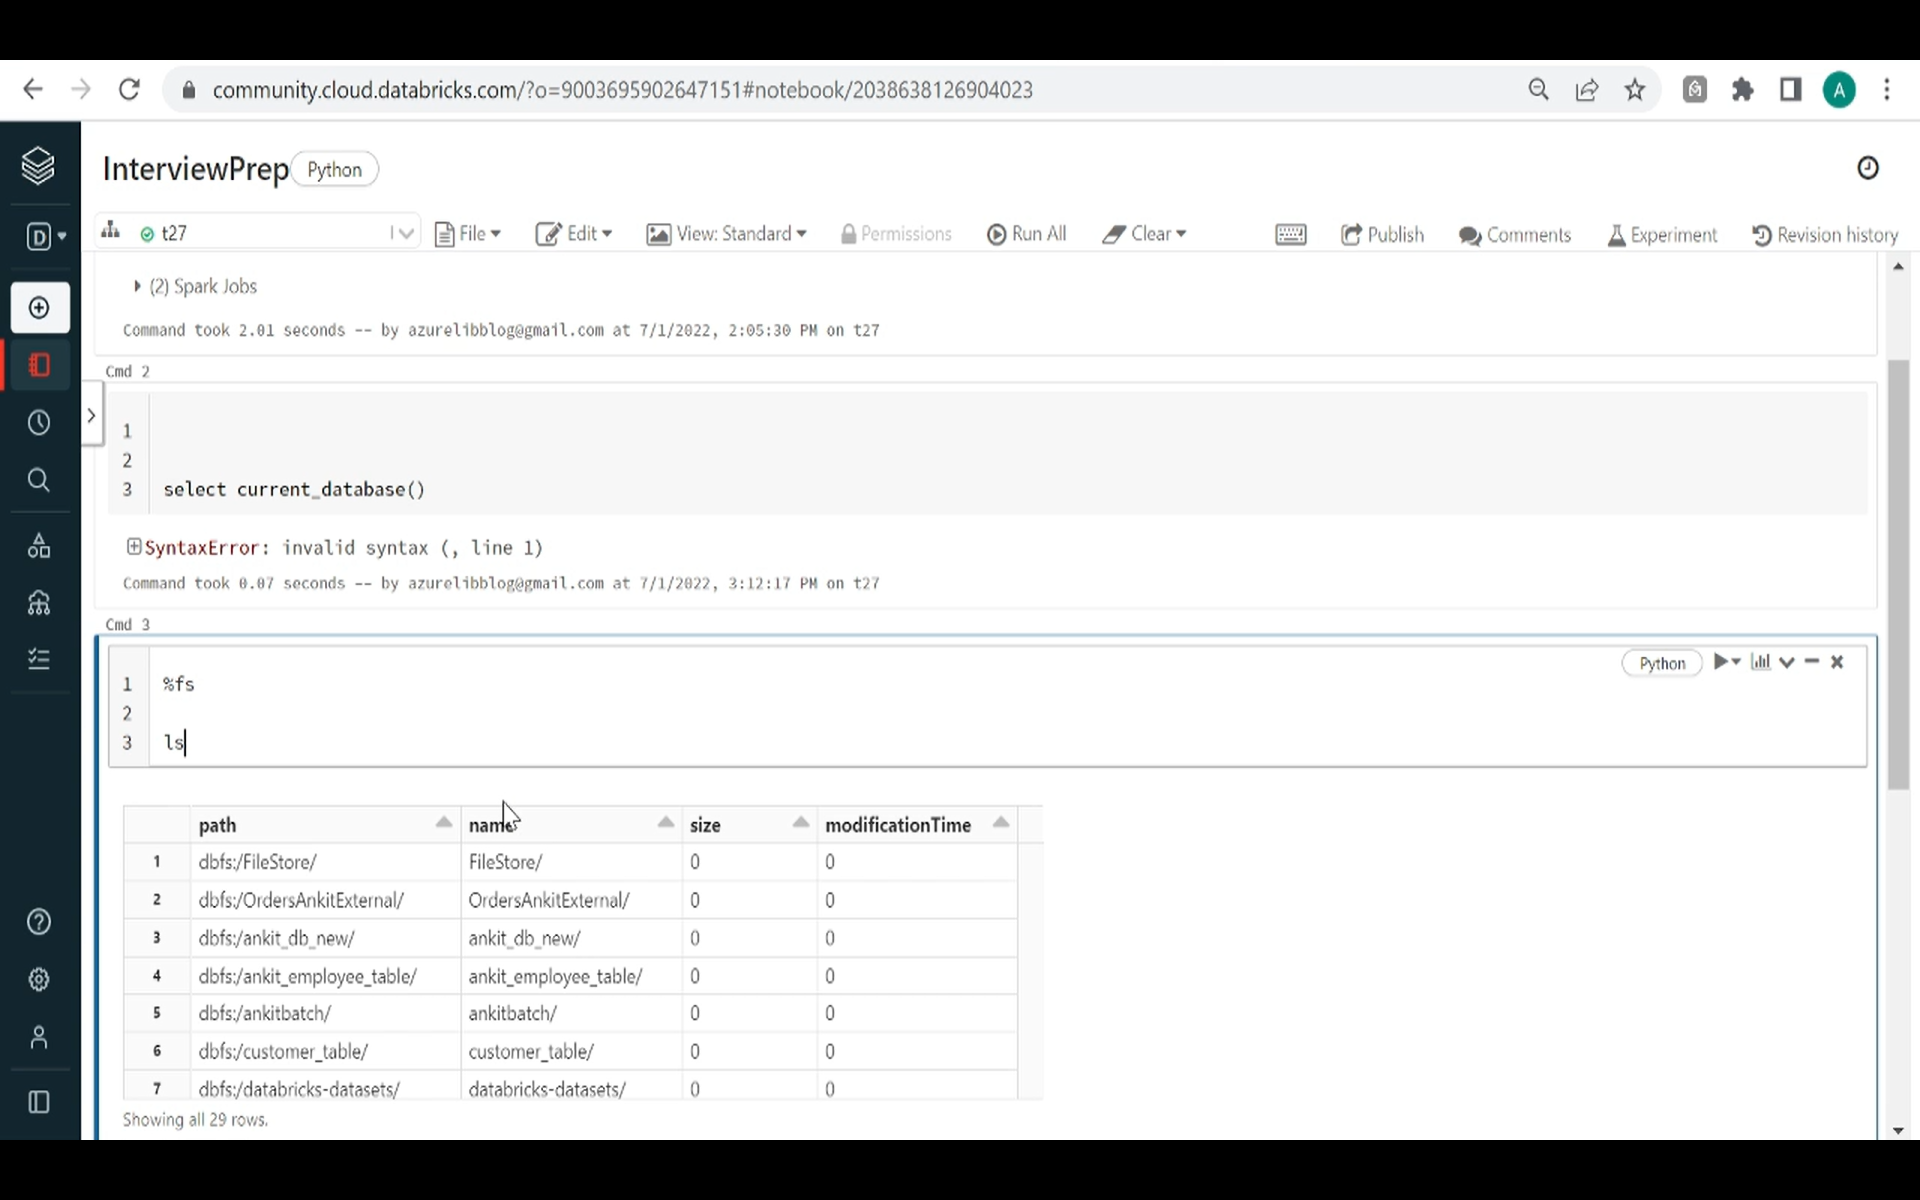 community.cloud.databricks.com/?o=9003695902647151#notebook/2038638126904023
A
InterviewPrep Python
D
t27 File Edit View: Standard Permissions Run All Clear Publish Comments Experiment Revision history
(2) Spark Jobs
Command took 2.01 seconds -- by azurelibblog@gmail.com at 7/1/2022, 2:05:30 PM on t27
Cmd 2
1
2
3 select current_database()
SyntaxError: invalid syntax (, line 1)
Command took 0.07 seconds -- by azurelibblog@gmail.com at 7/1/2022, 3:12:17 PM on t27
Cmd 3
Python
1 %fs
2
3 ls
path name size modificationTime
1 dbfs:/FileStore/ FileStore/ 0 0
2 dbfs:/OrdersAnkitExternal/ OrdersAnkitExternal/ 0 0
3 dbfs:/ankit_db_new/ ankit_db_new/ 0 0
4 dbfs:/ankit_employee_table/ ankit_employee_table/ 0 0
5 dbfs:/ankitbatch/ ankitbatch/ 0 0
6 dbfs:/customer_table/ customer_table/ 0 0
7 dbfs:/databricks-datasets/ databricks-datasets/ 0 0
Showing all 29 rows.